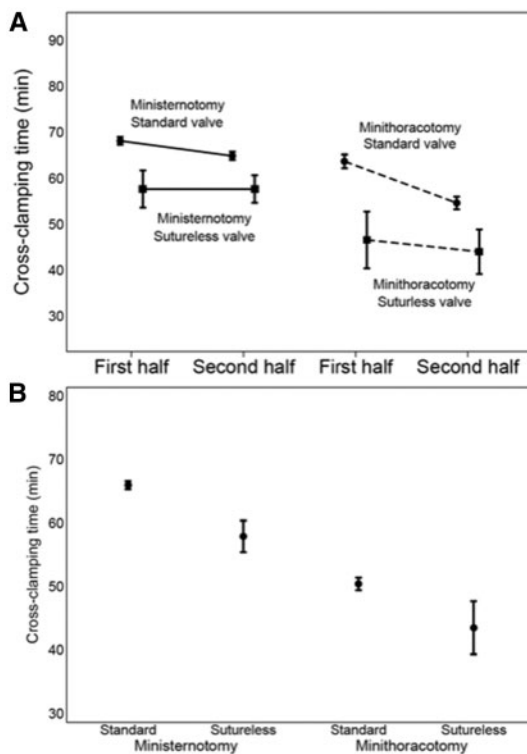 A
Cross-clamping time (min)
90
80
70
60
50
40
30
Ministernotomy
Standard valve
Ministernotomy
Sutureless valve
Minithoracotomy
Standard valve
Minithoracotomy
Suturless valve
First half Second half First half Second half
B
Cross-clamping time (min)
80
70
60
50
40
30
Standard Sutureless Standard Sutureless
Ministernotomy Minithoracotomy